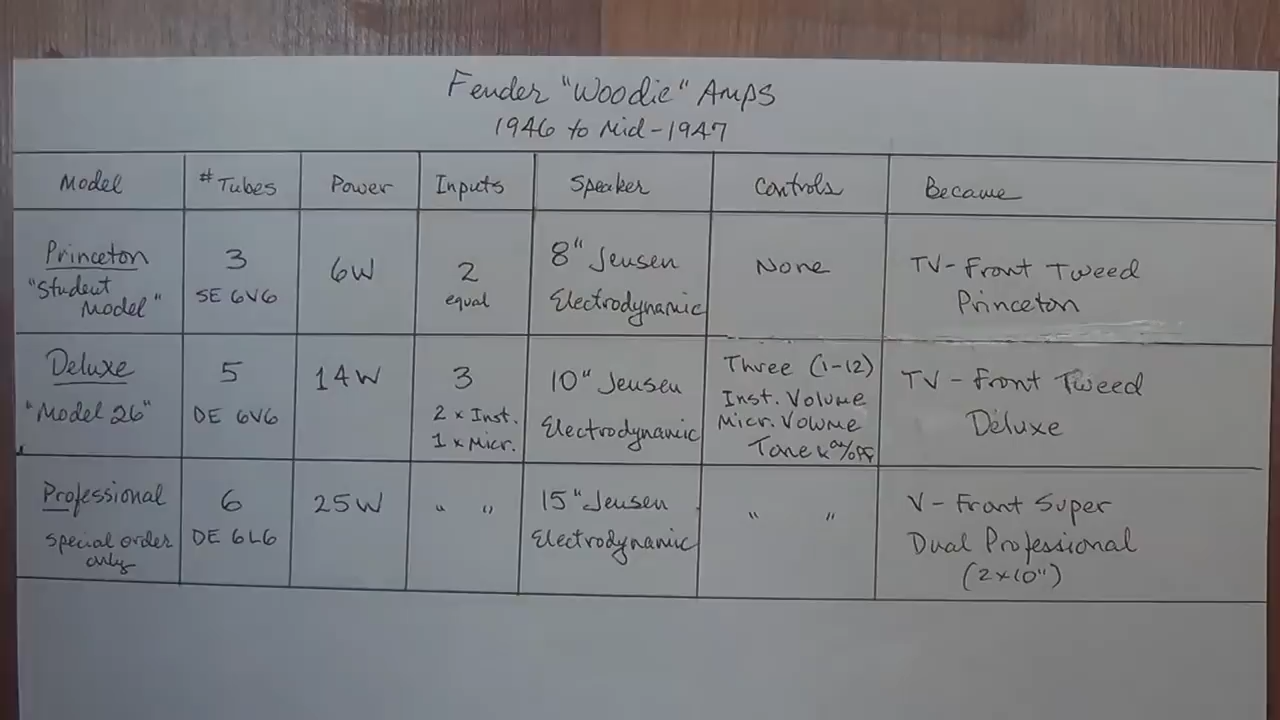 Fender "Woodie" Amps
1946 to Mid-1947
Model # Tubes Power Inputs Speaker Controls Became
Princeton
"Student
Model"
3
SE 6V6
6W
2
equal
8" Jensen
Electrodynamic
None
TV-Front Tweed
Princeton
Deluxe
"Model 26"
5
DE 6V6
14W
3
2 x Inst.
1 x Micr.
10" Jensen
Electrodynamic
Three (1-12)
Inst. Volume
Micr. Volume
Tone
TV-Front Tweed
Deluxe
Professional
Special order
only
6
DE 6L6
25W
" "
15" Jensen
Electrodynamic
" "
V-Front Super
Dual Professional
(2x10")